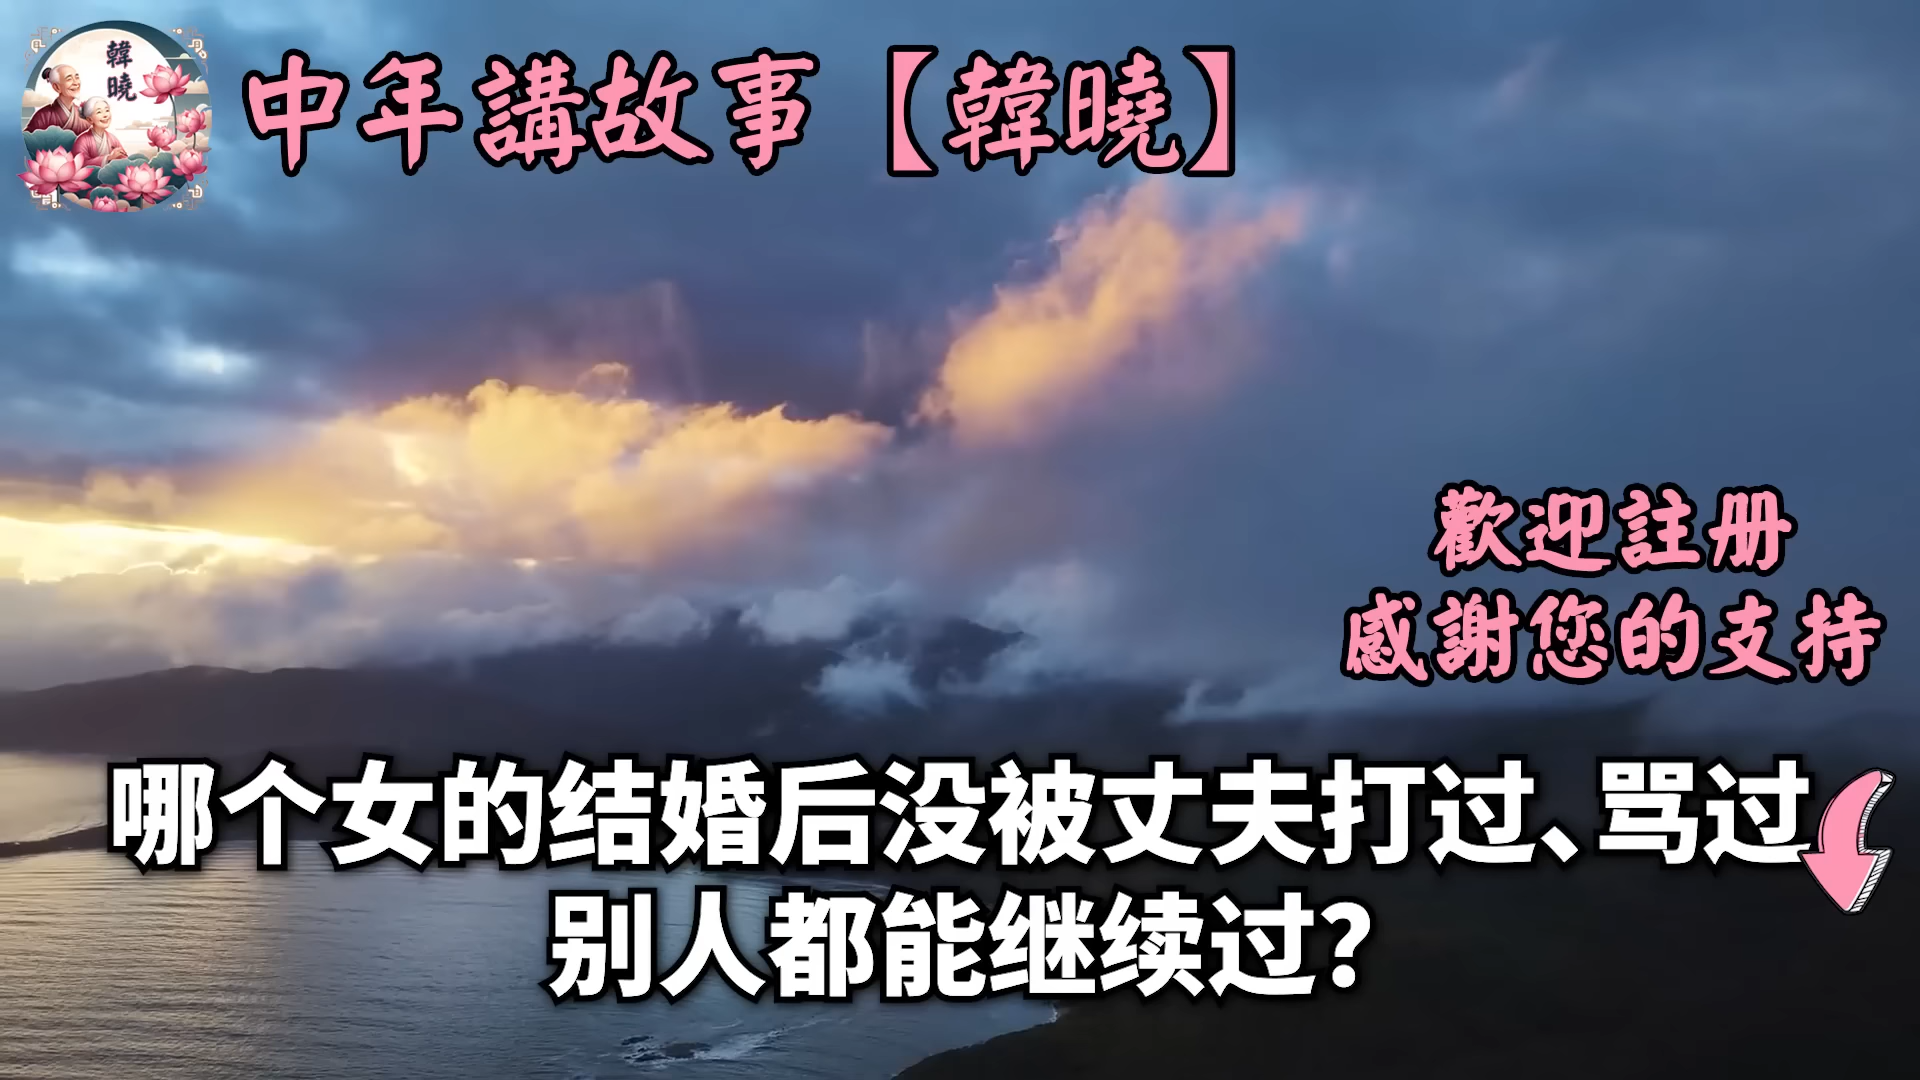 韓曉
中年講故事【韓曉】
歡迎註册
感謝您的支持
哪个女的结婚后没被丈夫打过、骂过
别人都能继续过？